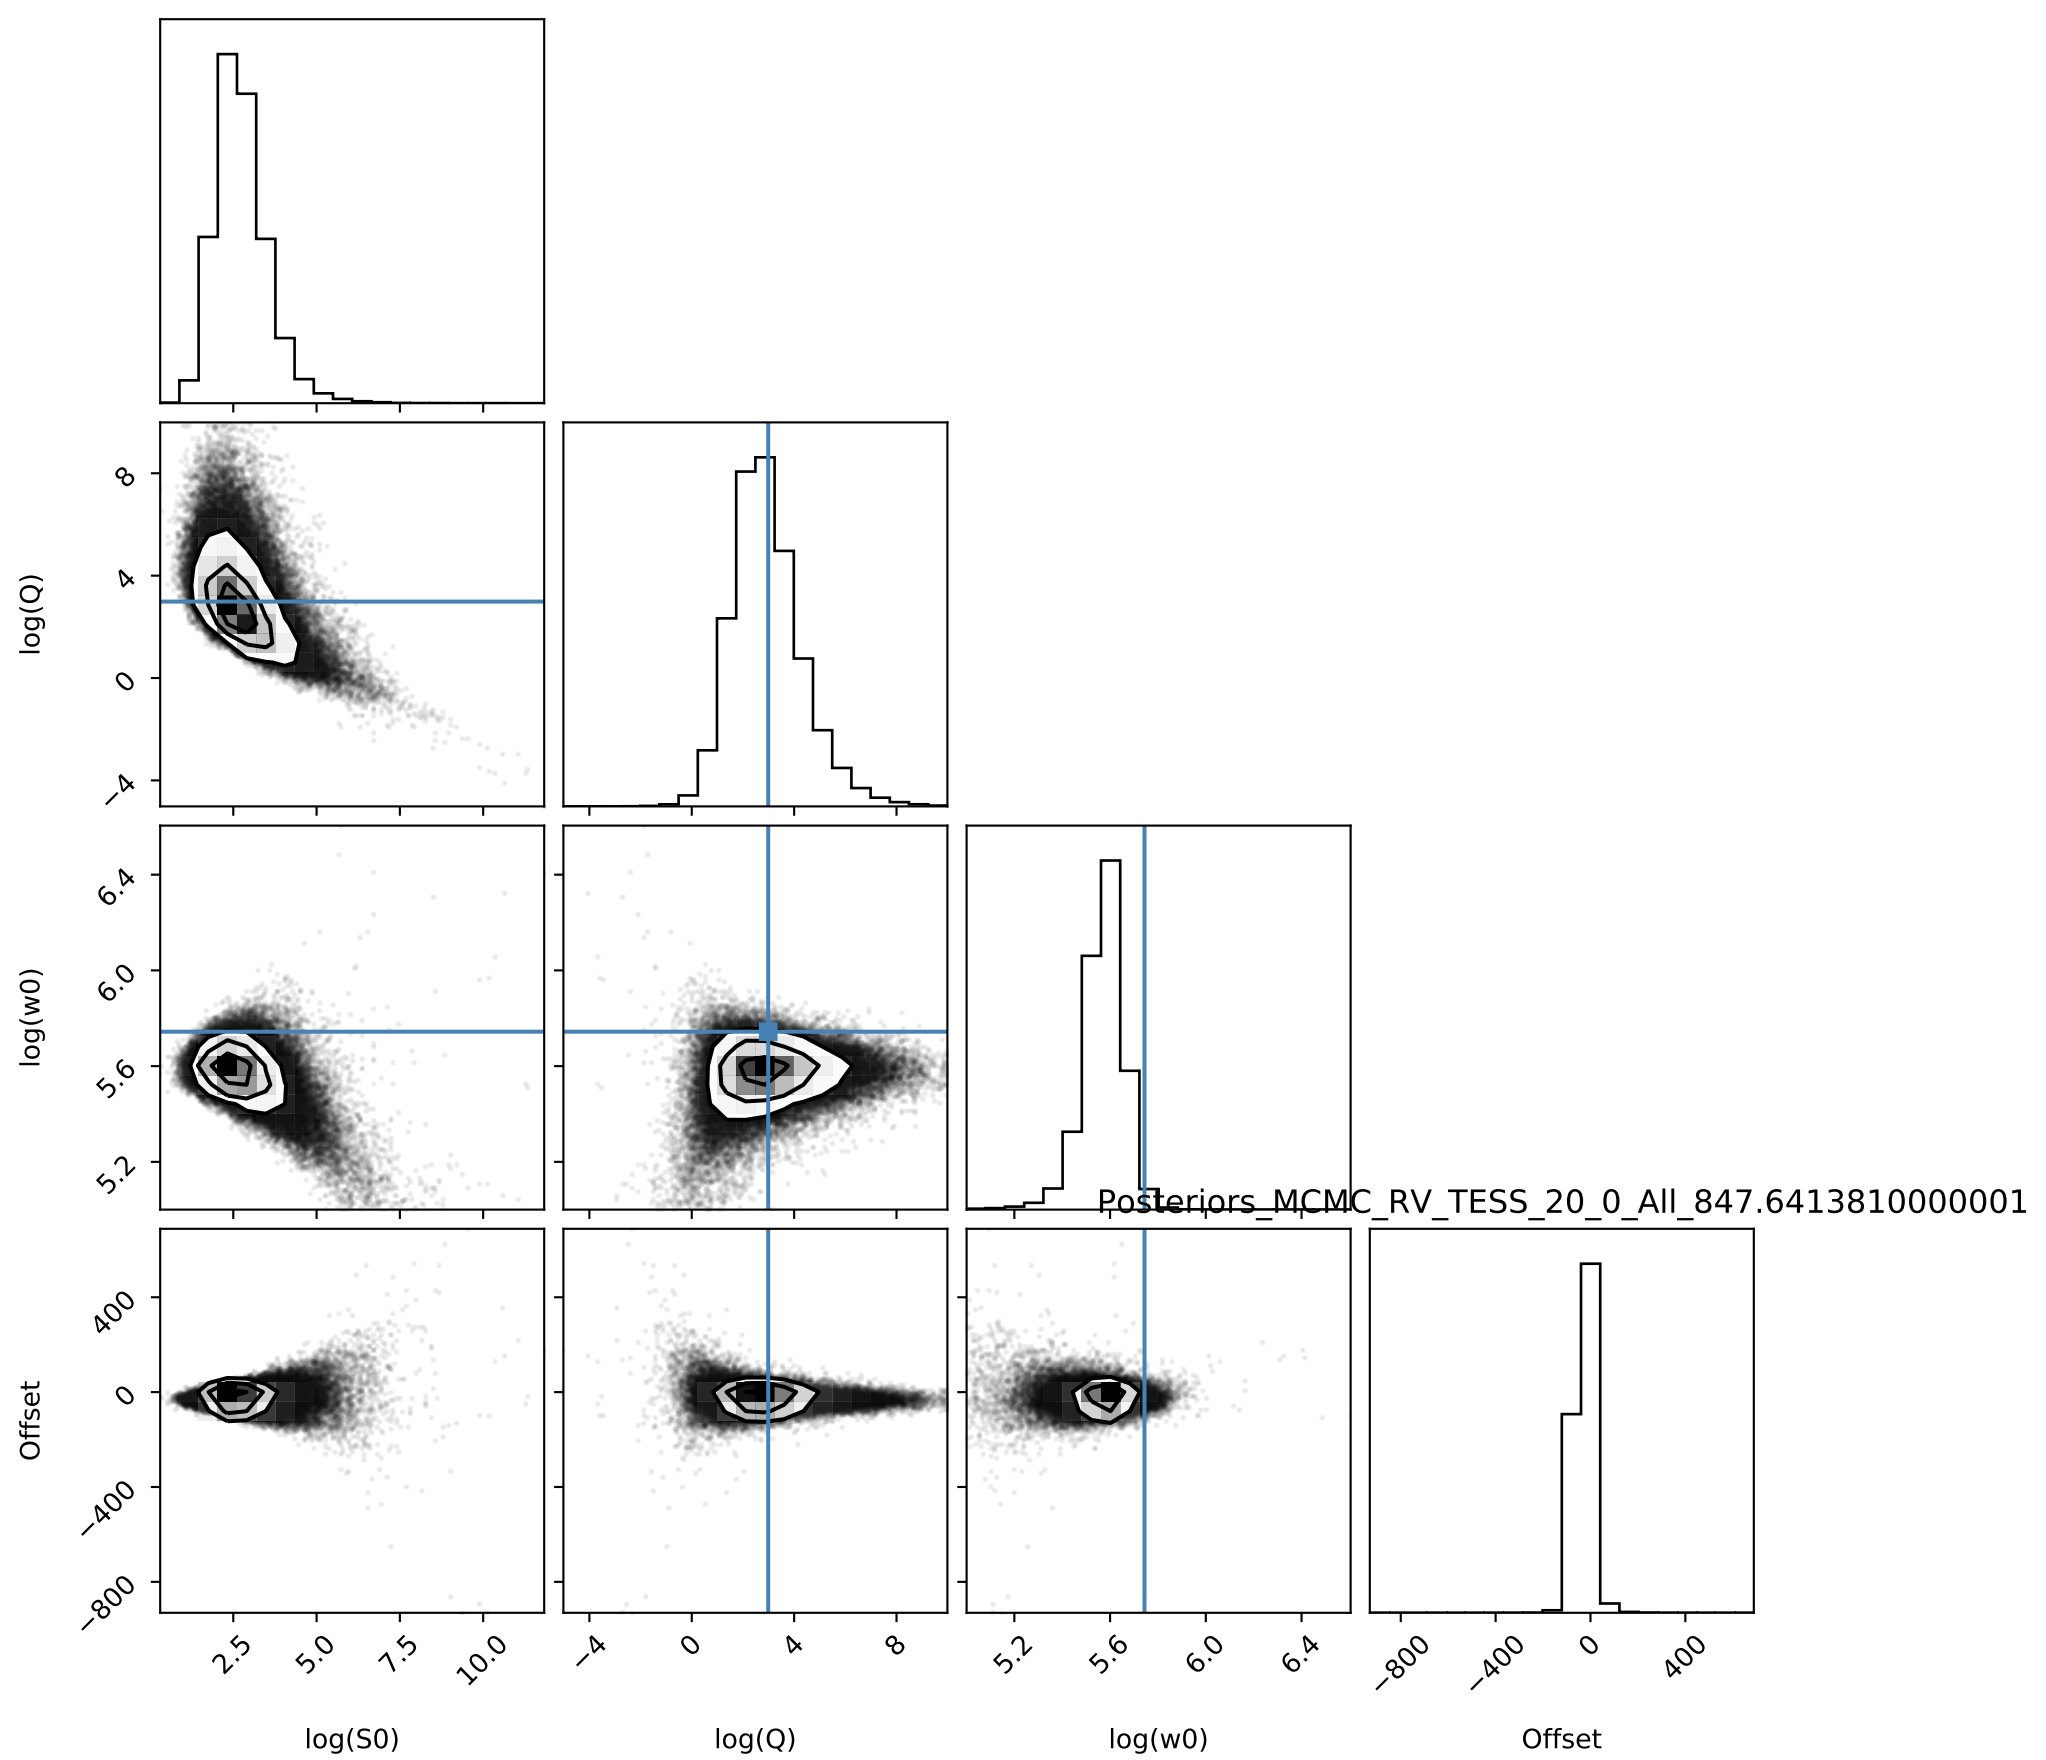 8
4
0
−4
log(Q)
6.4
6.0
5.6
5.2
log(w0)
Posteriors_MCMC_RV_TESS_20_0_All_847.6413810000001
400
0
−400
−800
Offset
2.5 5.0 7.5 10.0
−4 0 4 8
5.2 5.6 6.0 6.4
−800 −400 0 400
log(S0) log(Q) log(w0) Offset